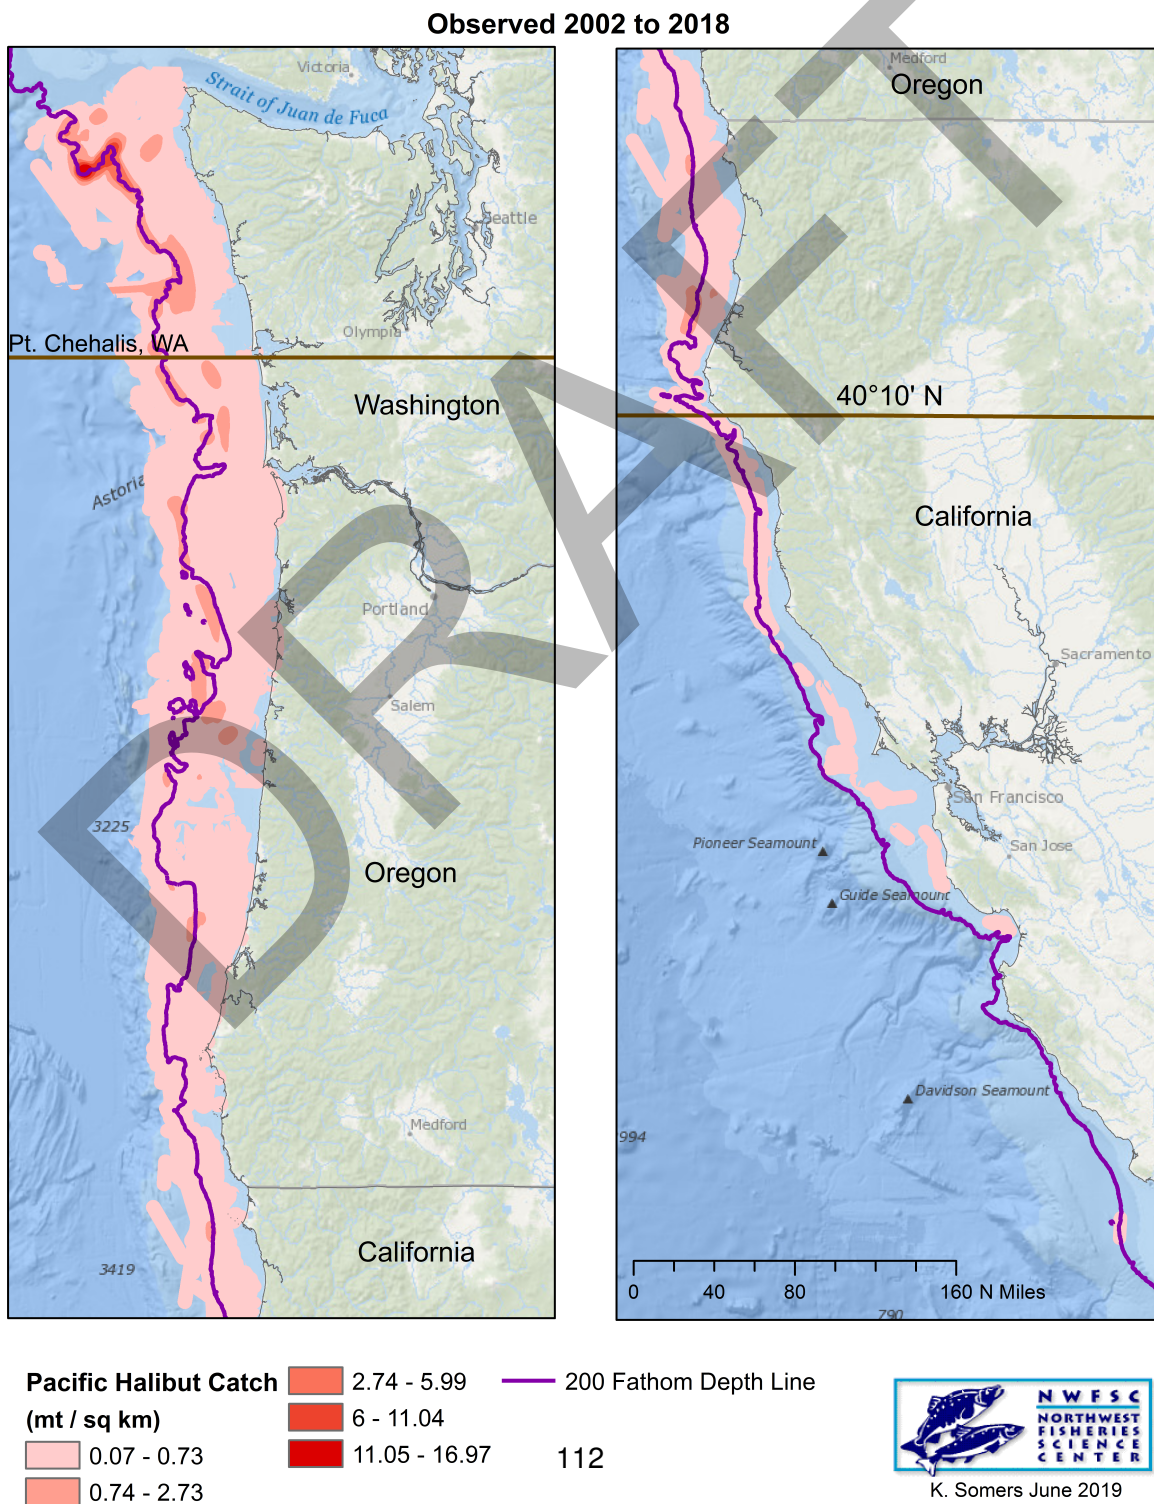 Observed 2002 to 2018
Victoria
Strait of Juan de Fuca
Seattle
Olympia
Pt. Chehalis, WA
Washington
Astoria
Portland
Salem
3225
Oregon
Medford
California
3419
Medford
Oregon
40°10' N
California
Sacramento
San Francisco
San Jose
Pioneer Seamount
Guide Seamount
Davidson Seamount
994
0 40 80 160 N Miles
790
DRAFT
Pacific Halibut Catch
(mt / sq km)
0.07 - 0.73
0.74 - 2.73
2.74 - 5.99
6 - 11.04
11.05 - 16.97
200 Fathom Depth Line
112
NWFSC
NORTHWEST
FISHERIES
SCIENCE
CENTER
K. Somers June 2019